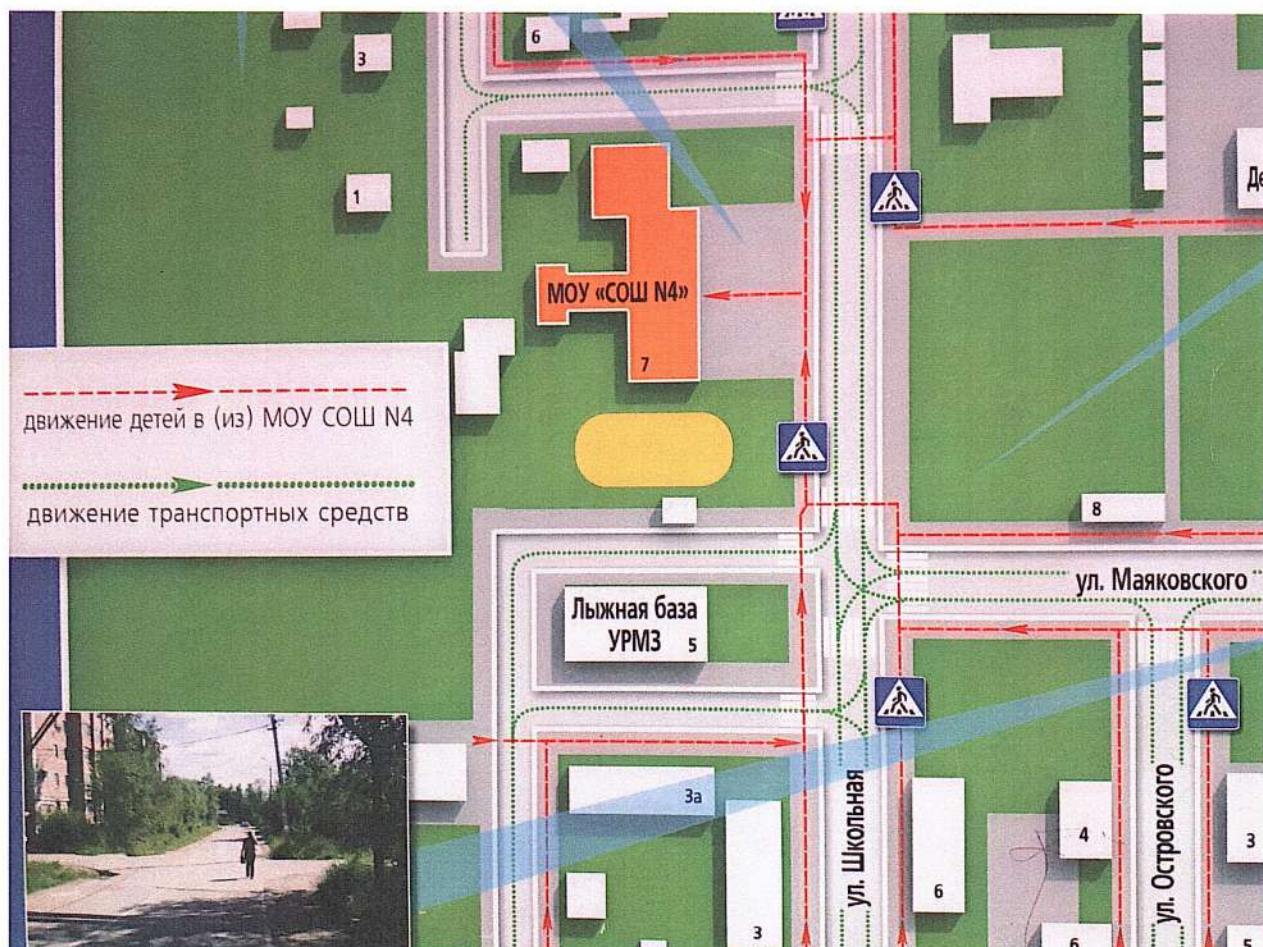 6
3
1
Де
МОУ «СОШ N4»
7
движение детей в (из) МОУ СОШ N4
движение транспортных средств
8
ул. Маяковского
Лыжная база
УРМЗ 5
3а
3
ул. Школьная
6
4
6
ул. Островского
3
5